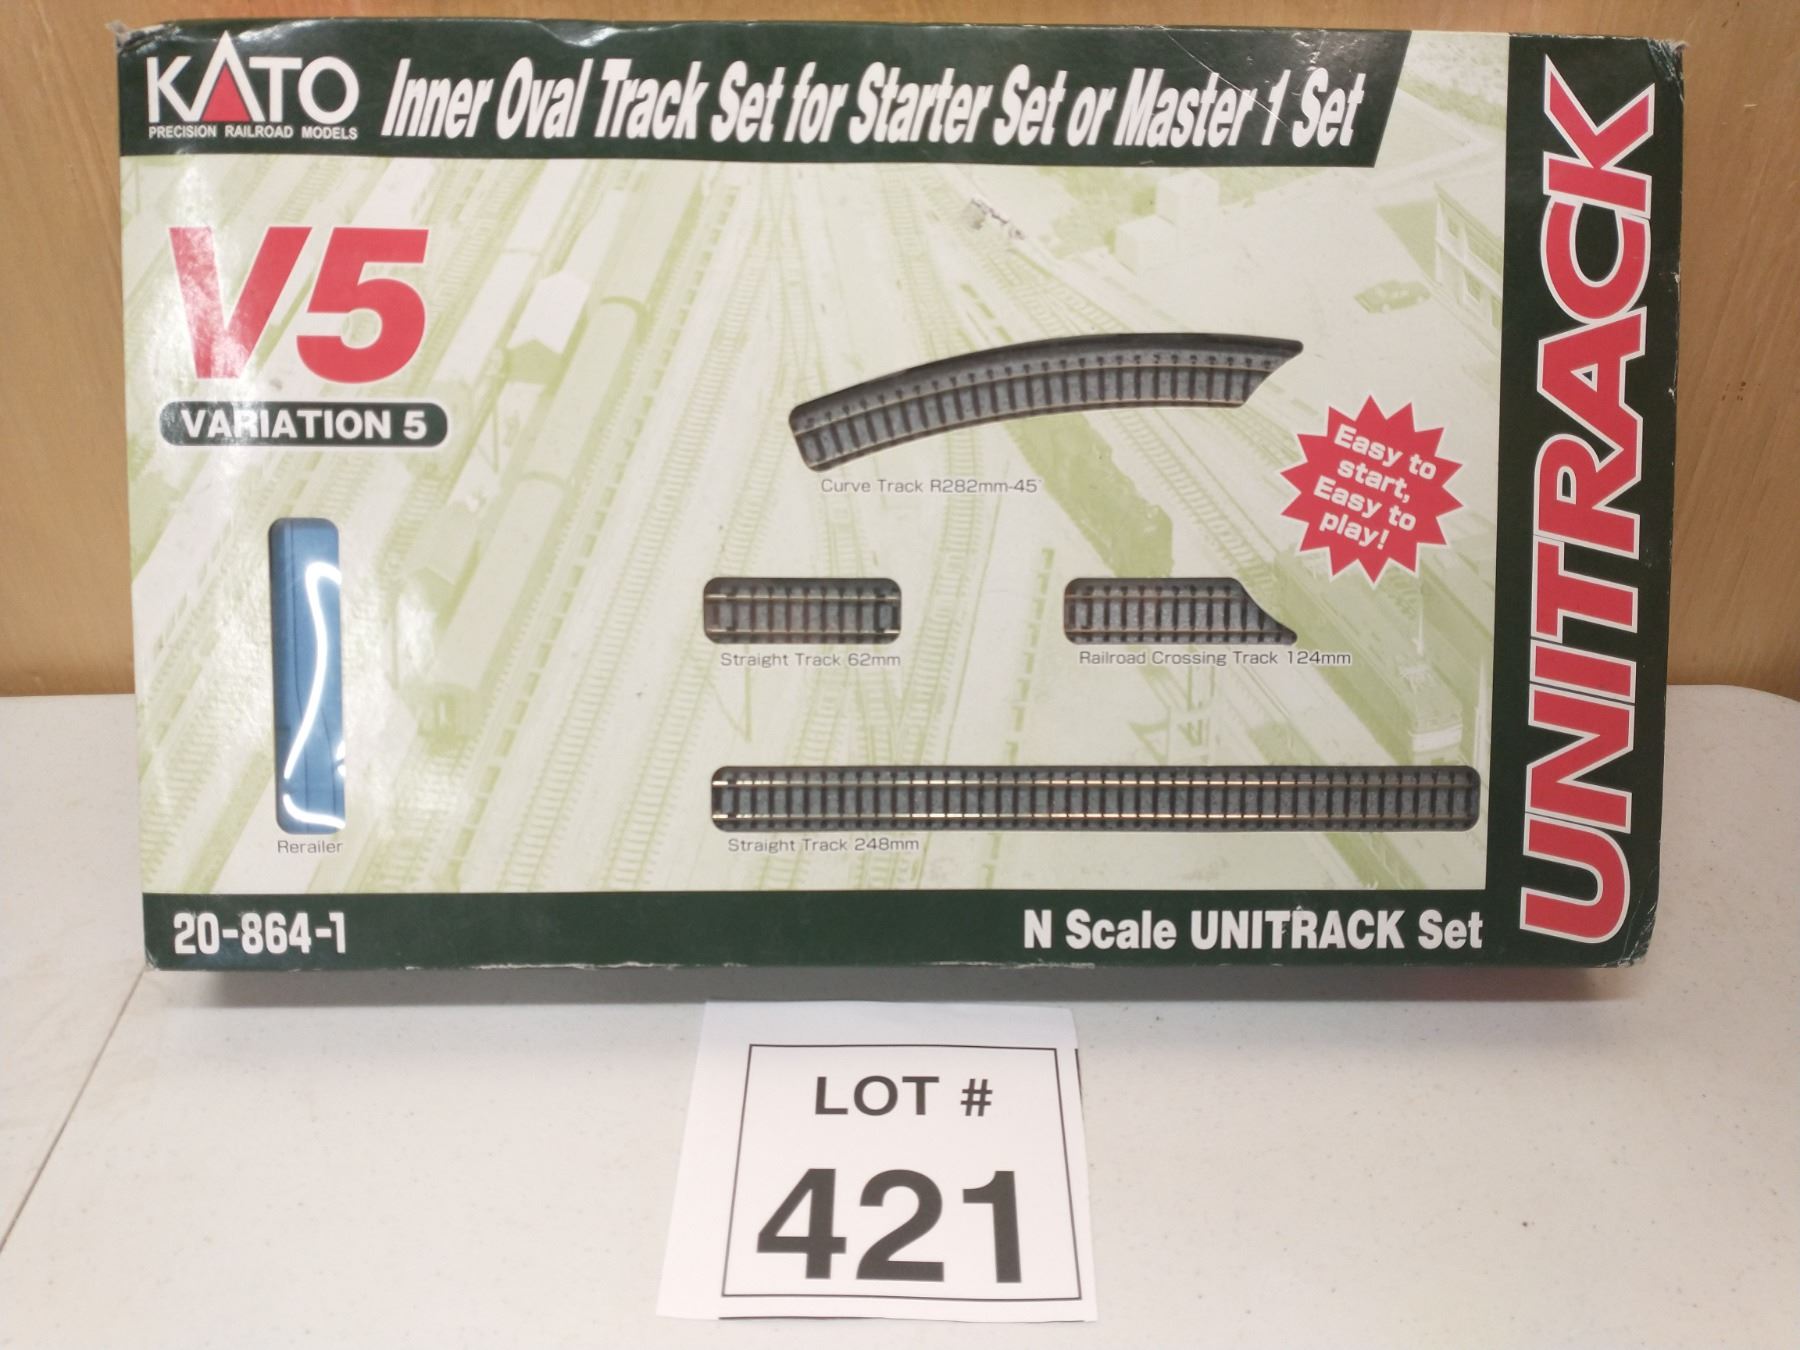 KATO
PRECISION RAILROAD MODELS
Inner Oval Track Set for Starter Set or Master 1 Set
V5
VARIATION 5
Curve Track R282mm-45°
Easy to
start,
Easy to
play!
Straight Track 62mm
Railroad Crossing Track 124mm
Rerailer
Straight Track 248mm
20-864-1
N Scale UNITRACK Set
UNITRACK
LOT #
421